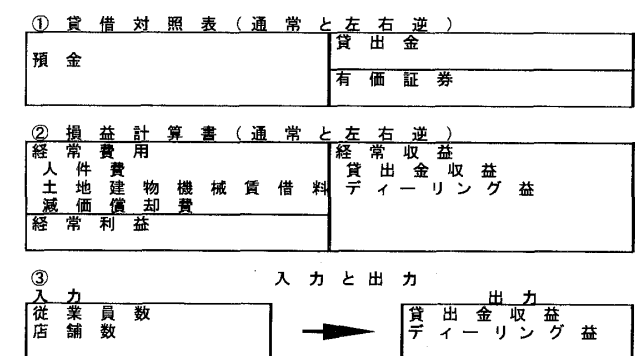 ① 貸借対照表(通常と左右逆)
預金
貸出金
有価証券
② 損益計算書(通常と左右逆)
経常費用
人件費
土地建物機械賃借料
減価償却費
経常利益
経常収益
貸出金収益
ディーリング益
③ 入力と出力
入力
従業員数
店舗数
出力
貸出金収益
ディーリング益